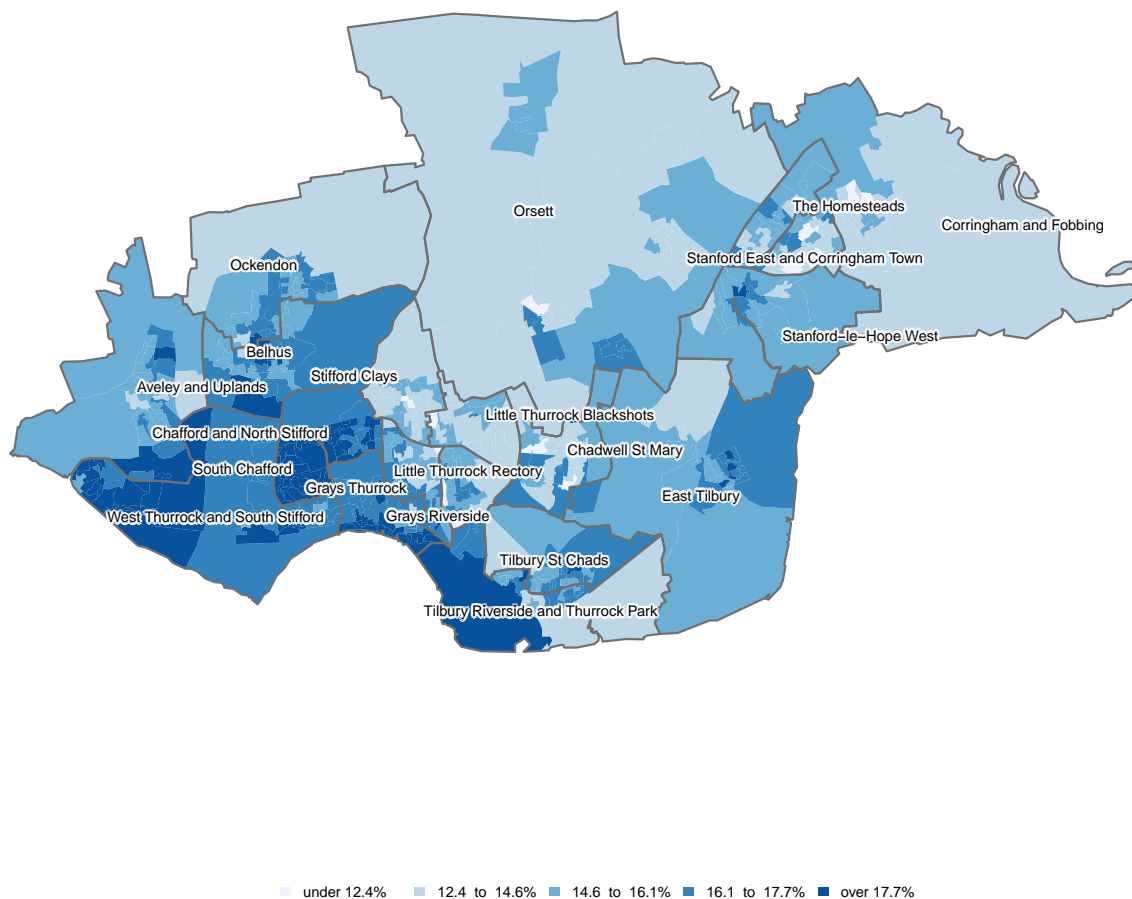 The Homesteads
Orsett
Corringham and Fobbing
Stanford East and Corringham Town
Ockendon
Stanford–le–Hope West
Belhus
Stifford Clays
Aveley and Uplands
Little Thurrock Blackshots
Chafford and North Stifford
Chadwell St Mary
South Chafford
Little Thurrock Rectory
Grays Thurrock
East Tilbury
West Thurrock and South Stifford
Grays Riverside
Tilbury St Chads
Tilbury Riverside and Thurrock Park
under 12.4% 12.4 to 14.6% 14.6 to 16.1% 16.1 to 17.7% over 17.7%